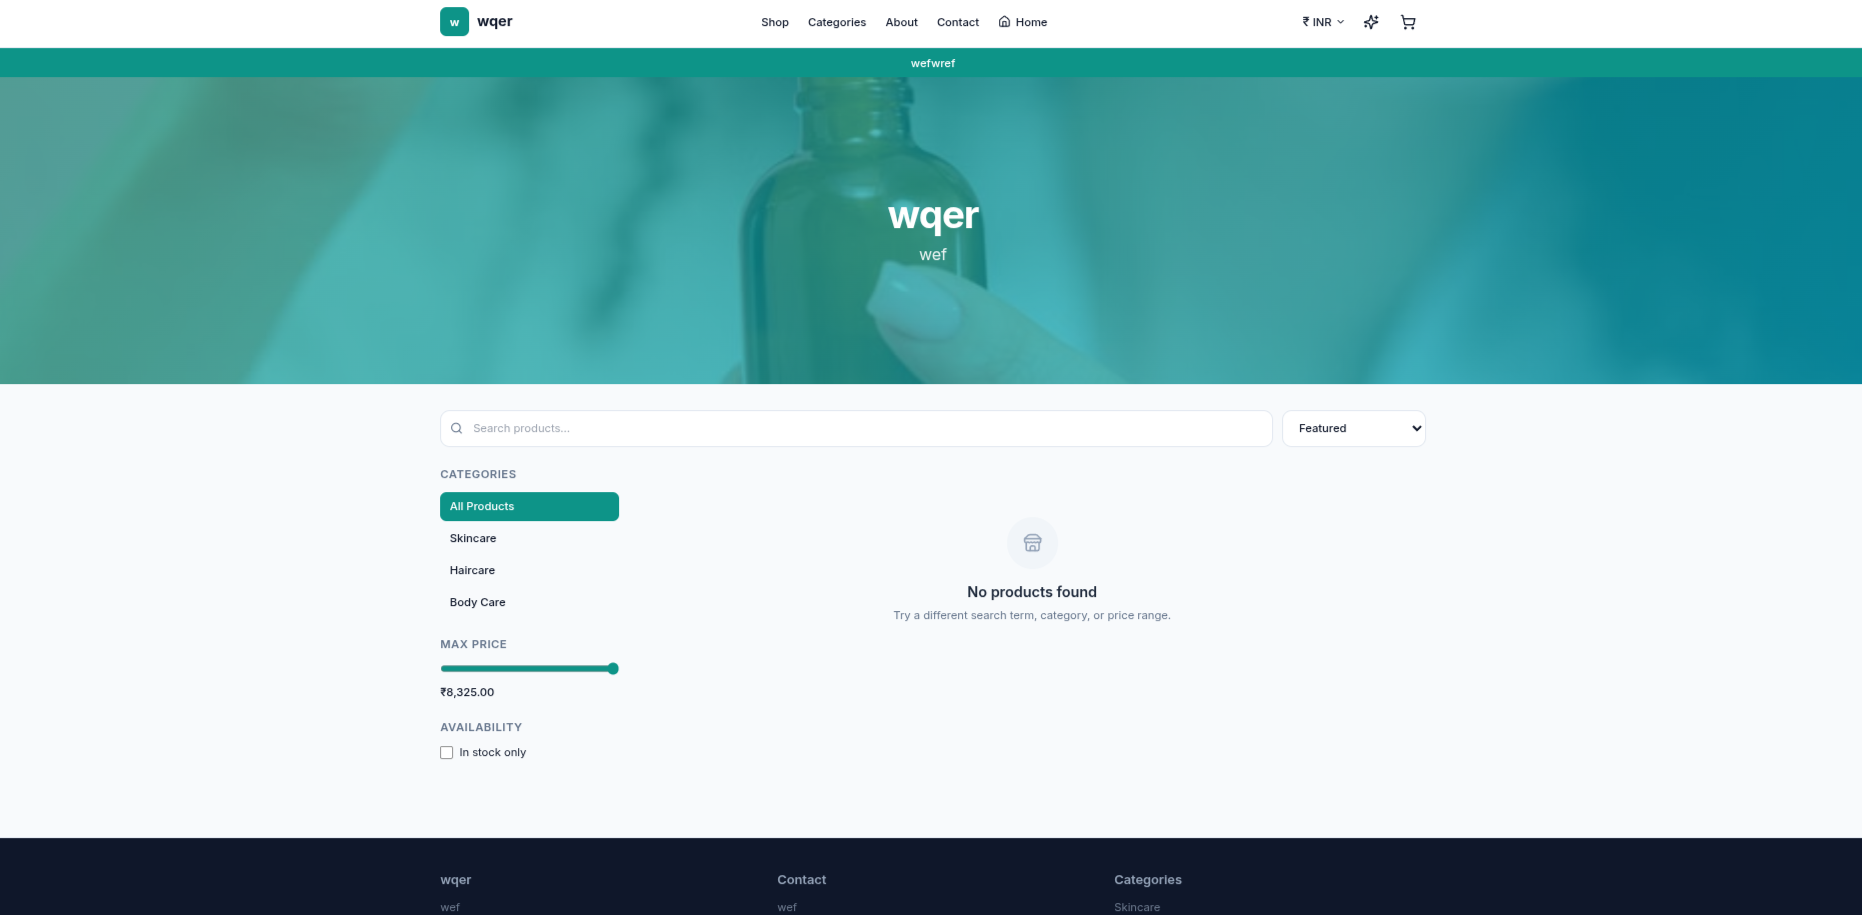 w wqer Shop Categories About Contact Home ₹ INR
wefwref
wqer
wef
Search products... Featured
CATEGORIES
All Products
Skincare
Haircare
Body Care
No products found
Try a different search term, category, or price range.
MAX PRICE
₹8,325.00
AVAILABILITY
In stock only
wqer Contact Categories
wef wef Skincare